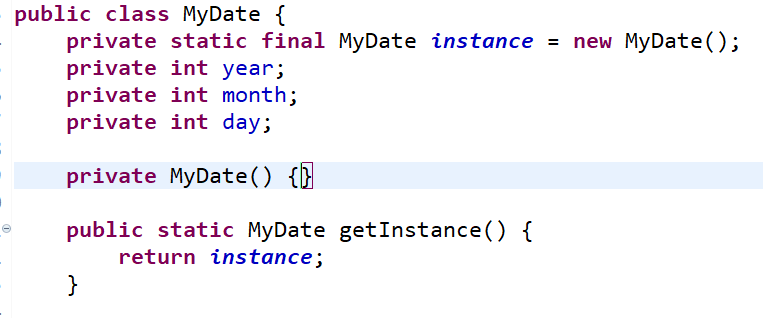 public class MyDate {
    private static final MyDate instance = new MyDate();
    private int year;
    private int month;
    private int day;
    private MyDate() {}
    public static MyDate getInstance() {
        return instance;
    }